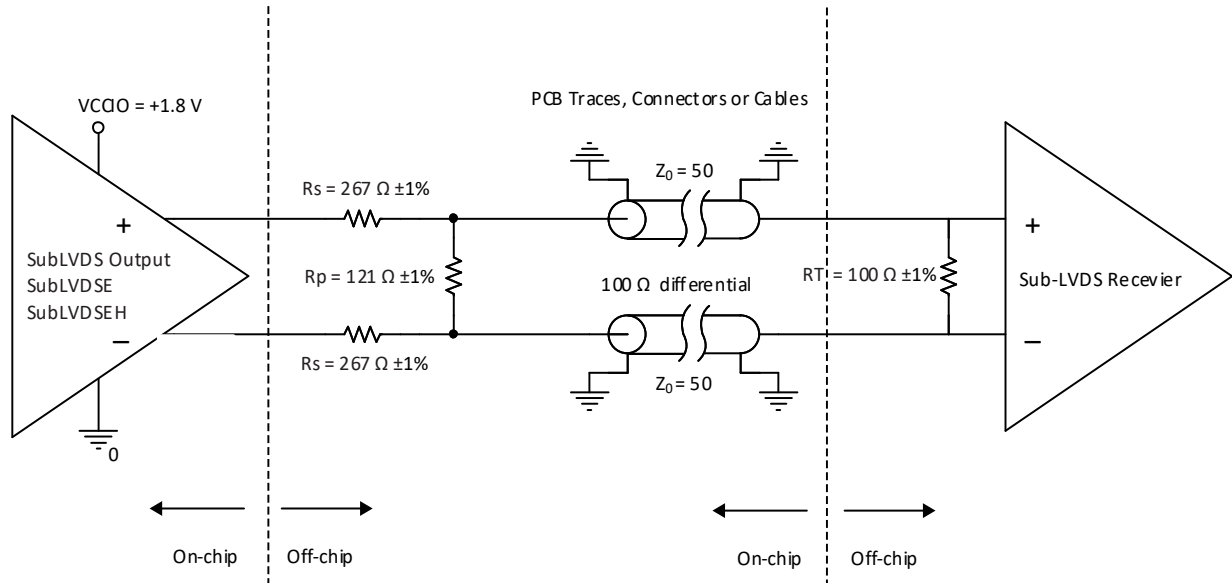 VCCIO = +1.8 V
PCB Traces, Connectors or Cables
Z0 = 50
Rs = 267 Ω ±1%
+
SubLVDS Output
SubLVDSE
SubLVDSEH
−
Rp = 121 Ω ±1%
100 Ω differential
RT = 100 Ω ±1%
+
Sub-LVDS Recevier
−
Rs = 267 Ω ±1%
Z0 = 50
0
On-chip
Off-chip
On-chip
Off-chip